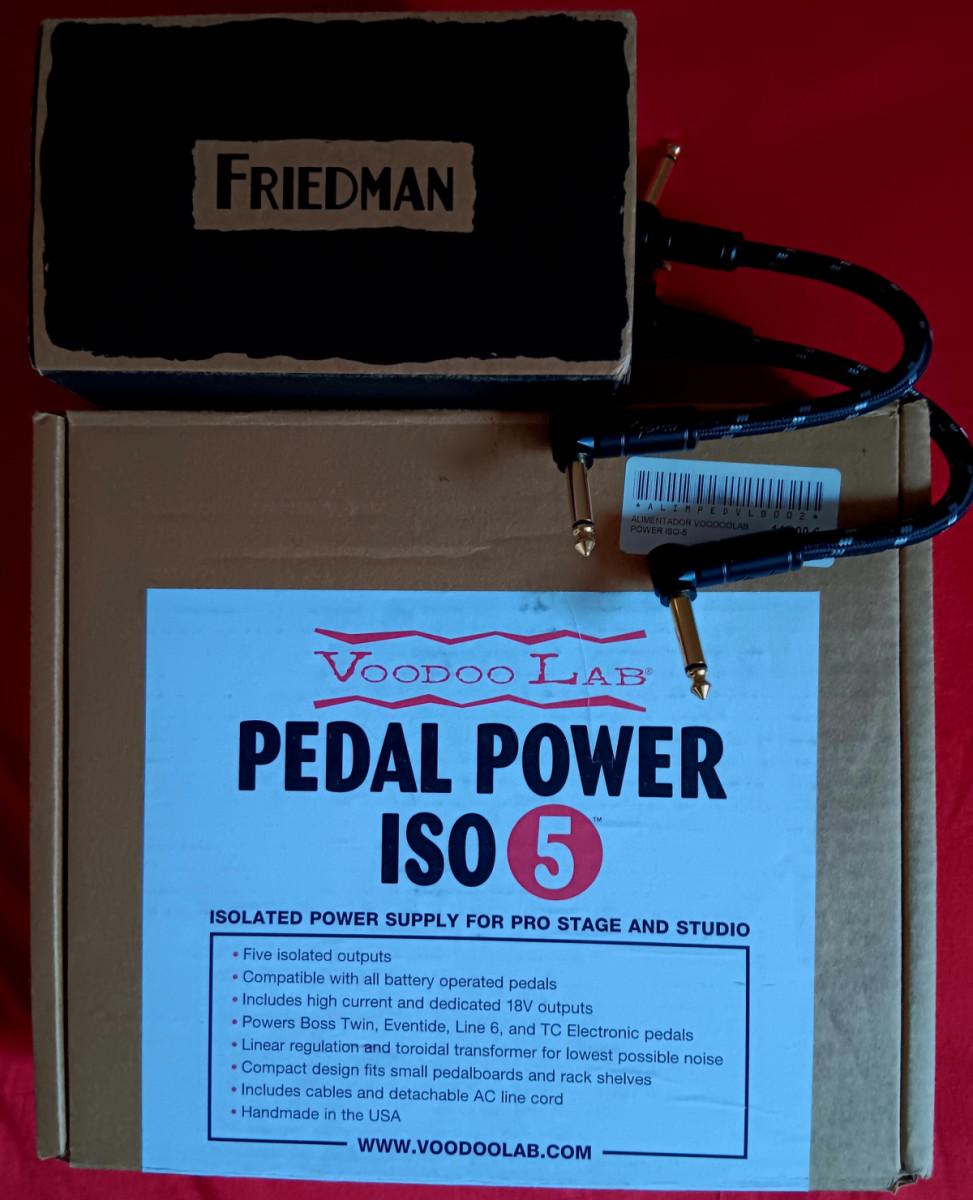 FRIEDMAN
*ALIMPEDVLB002*
ALIMENTADOR VOODOOLAB
POWER ISO-5
VOODOO LAB®
PEDAL POWER
ISO 5™
ISOLATED POWER SUPPLY FOR PRO STAGE AND STUDIO
• Five isolated outputs
• Compatible with all battery operated pedals
• Includes high current and dedicated 18V outputs
• Powers Boss Twin, Eventide, Line 6, and TC Electronic pedals
• Linear regulation and toroidal transformer for lowest possible noise
• Compact design fits small pedalboards and rack shelves
• Includes cables and detachable AC line cord
• Handmade in the USA
WWW.VOODOOLAB.COM